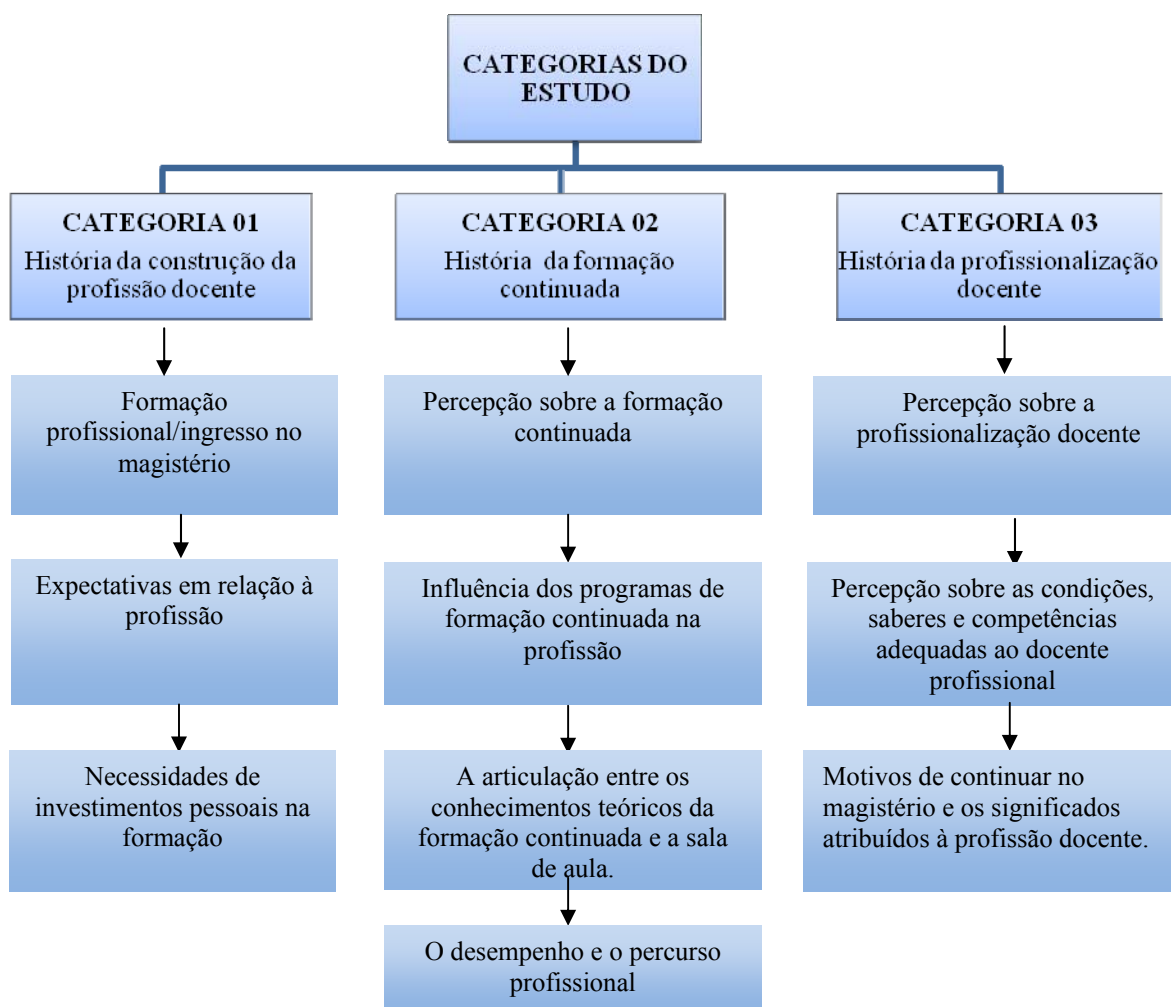 CATEGORIAS DO
ESTUDO
CATEGORIA 01
História da construção da
profissão docente
CATEGORIA 02
História da formação
continuada
CATEGORIA 03
História da profissionalização
docente
Formação
profissional/ingresso no
magistério
Percepção sobre a formação
continuada
Percepção sobre a
profissionalização docente
Expectativas em relação à
profissão
Influência dos programas de
formação continuada na
profissão
Percepção sobre as condições,
saberes e competências
adequadas ao docente
profissional
Necessidades de
investimentos pessoais na
formação
A articulação entre os
conhecimentos teóricos da
formação continuada e a sala
de aula.
Motivos de continuar no
magistério e os significados
atribuídos à profissão docente.
O desempenho e o percurso
profissional